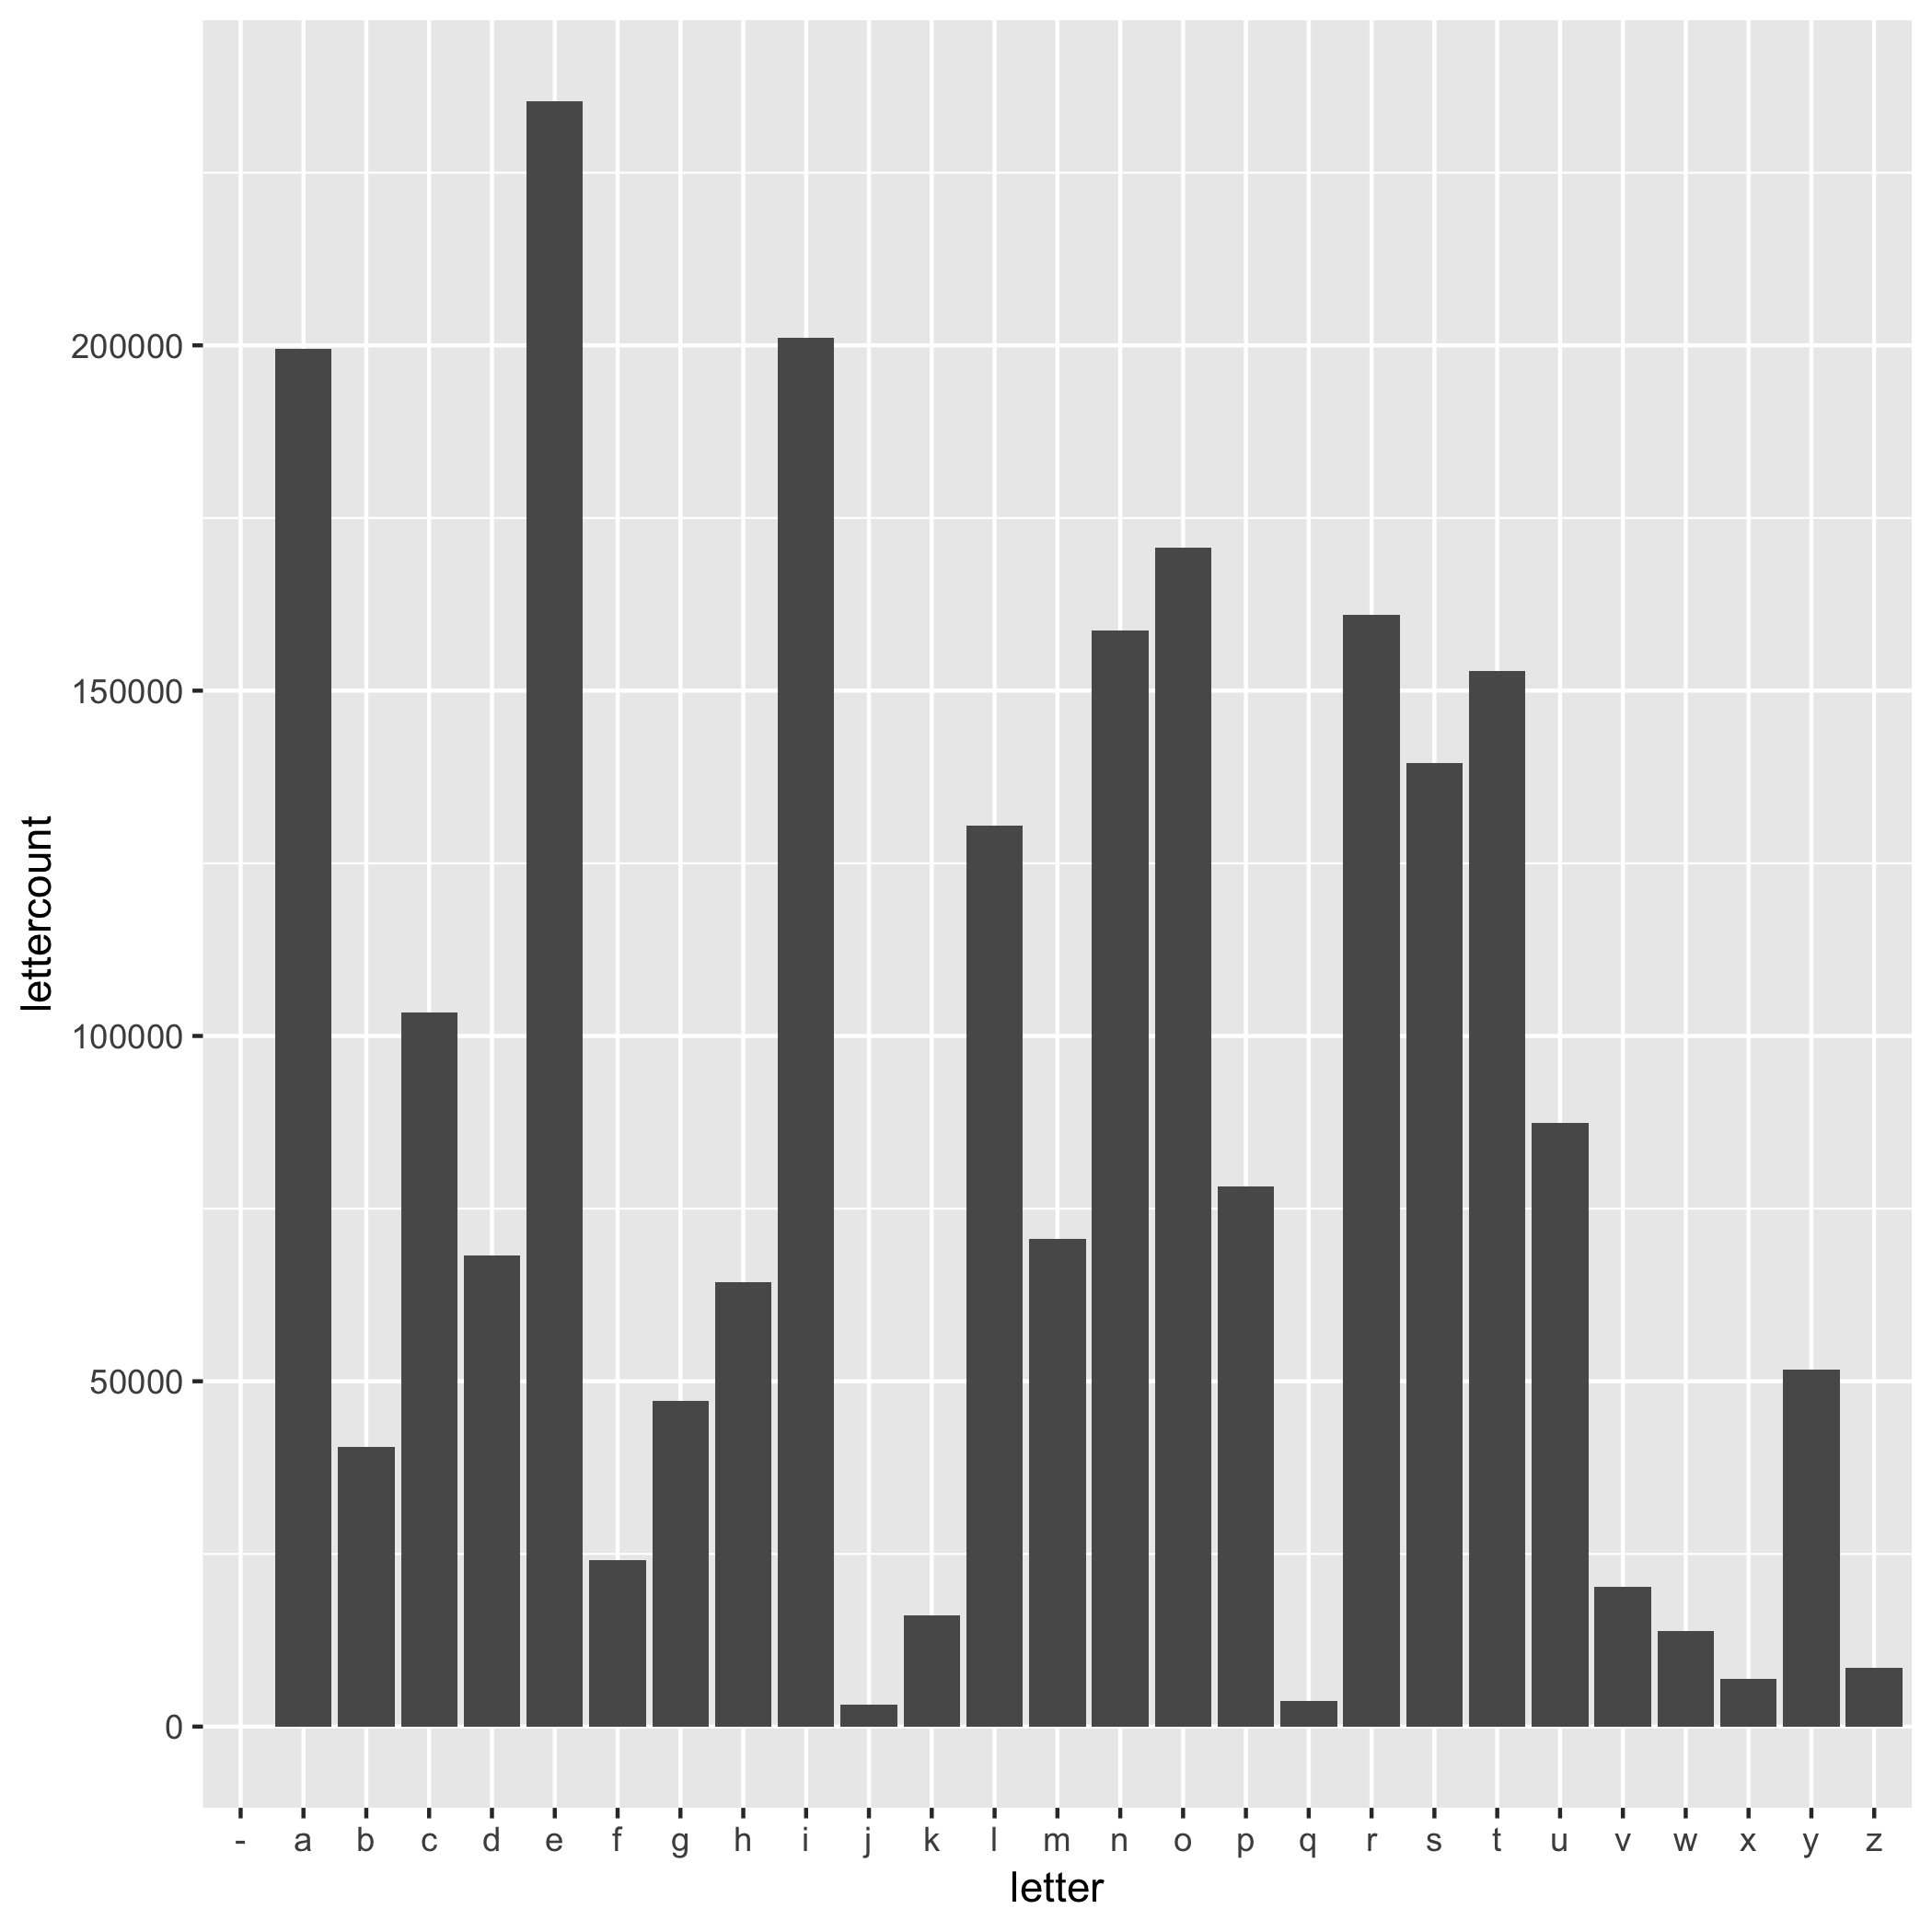 lettercount
200000
150000
100000
50000
0
- a b c d e f g h i j k l m n o p q r s t u v w x y z
letter